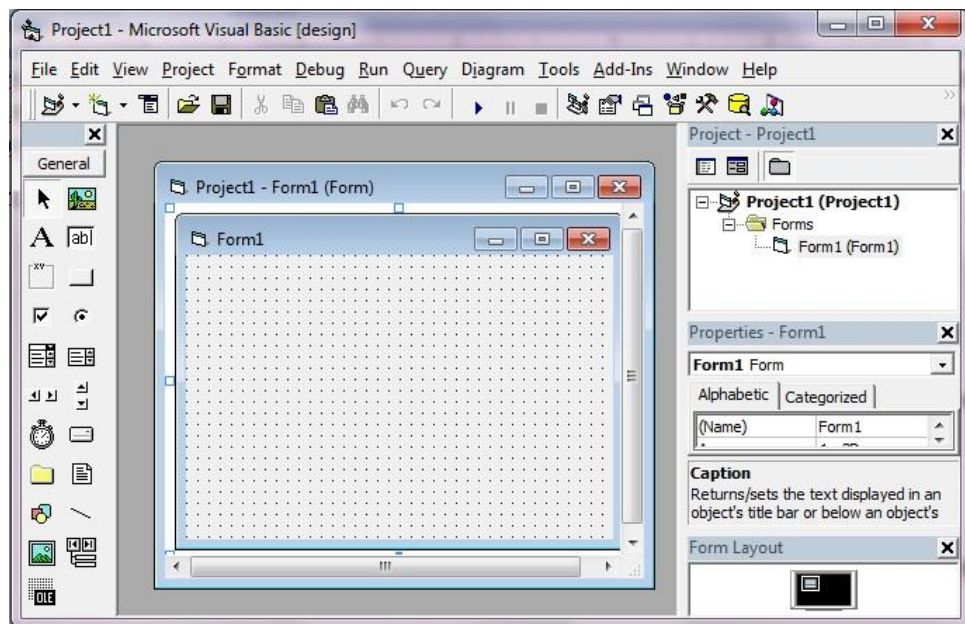 Project1 - Microsoft Visual Basic [design]
File Edit View Project Format Debug Run Query Diagram Tools Add-Ins Window Help
General
A
ab
XY
OLE
Project1 - Form1 (Form)
Form1
Project - Project1
Project1 (Project1)
Forms
Form1 (Form1)
Properties - Form1
Form1 Form
Alphabetic Categorized
(Name) Form1
Caption
Returns/sets the text displayed in an
object's title bar or below an object's
Form Layout